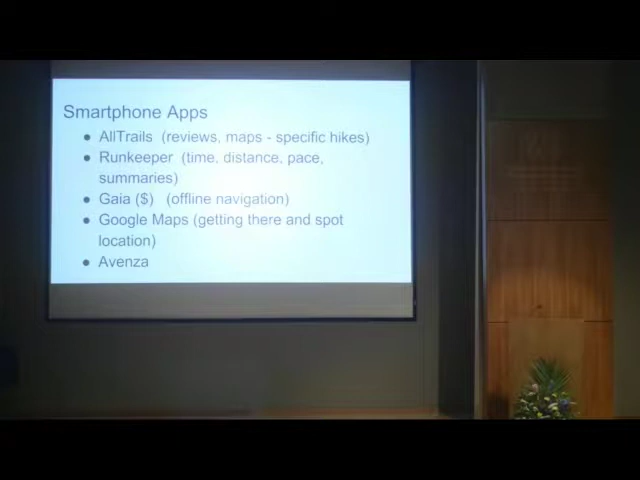 Smartphone Apps
● AllTrails (reviews, maps - specific hikes)
● Runkeeper (time, distance, pace,
summaries)
● Gaia ($) (offline navigation)
● Google Maps (getting there and spot
location)
● Avenza